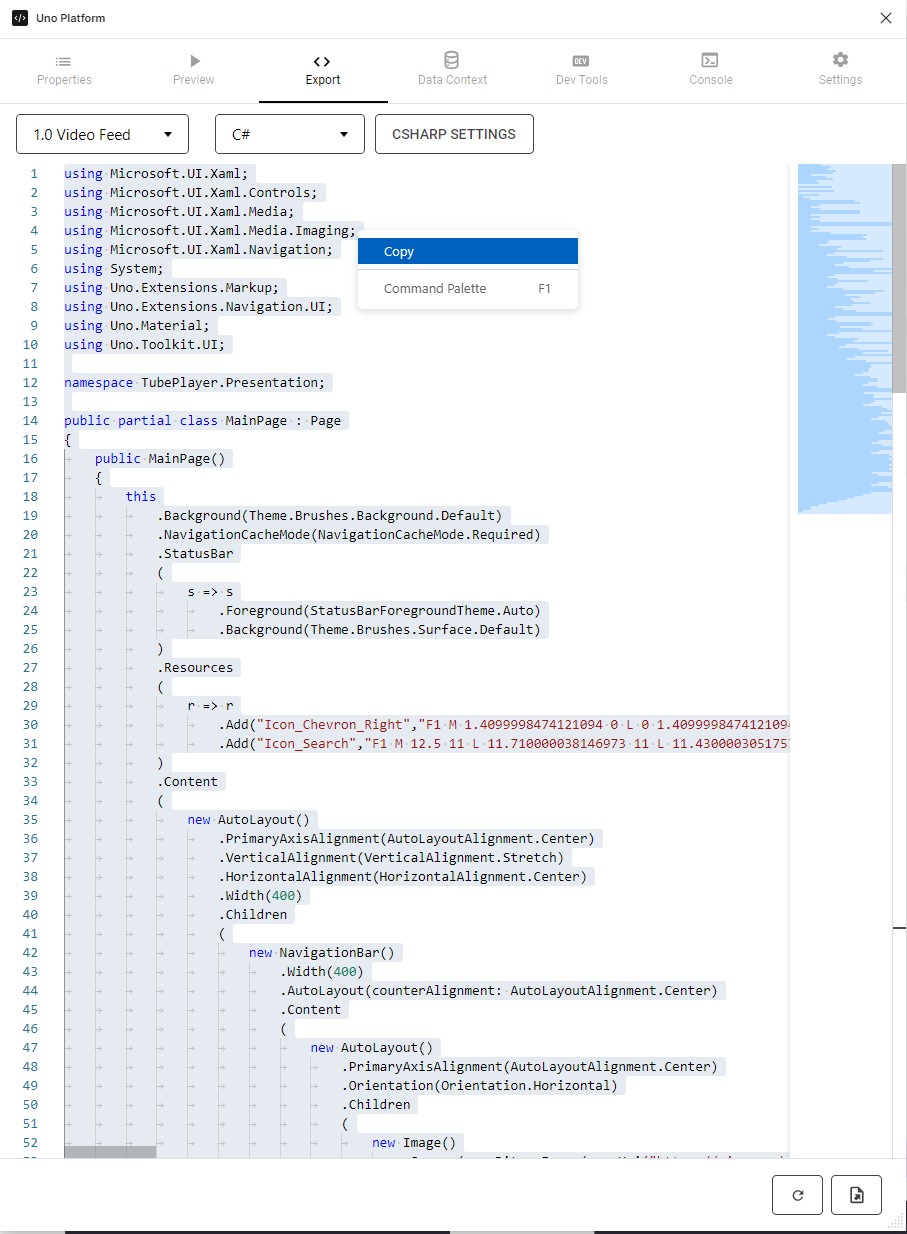 Uno Platform
Properties
Preview
Export
Data Context
DEV
Dev Tools
Console
Settings
1.0 Video Feed
C#
CSHARP SETTINGS
1 using Microsoft.UI.Xaml;
2 using Microsoft.UI.Xaml.Controls;
3 using Microsoft.UI.Xaml.Media;
4 using Microsoft.UI.Xaml.Media.Imaging;
5 using Microsoft.UI.Xaml.Navigation;
6 using System;
7 using Uno.Extensions.Markup;
8 using Uno.Extensions.Navigation.UI;
9 using Uno.Material;
10 using Uno.Toolkit.UI;
11
12 namespace TubePlayer.Presentation;
13
14 public partial class MainPage : Page
15 {
16 public MainPage()
17 {
18 this
19 .Background(Theme.Brushes.Background.Default)
20 .NavigationCacheMode(NavigationCacheMode.Required)
21 .StatusBar
22 (
23 s => s
24 .Foreground(StatusBarForegroundTheme.Auto)
25 .Background(Theme.Brushes.Surface.Default)
26 )
27 .Resources
28 (
29 r => r
30 .Add("Icon_Chevron_Right","F1 M 1.4099998474121094 0 L 0 1.4099998474121094
31 .Add("Icon_Search","F1 M 12.5 11 L 11.710000038146973 11 L 11.430000305175
32 )
33 .Content
34 (
35 new AutoLayout()
36 .PrimaryAxisAlignment(AutoLayoutAlignment.Center)
37 .VerticalAlignment(VerticalAlignment.Stretch)
38 .HorizontalAlignment(HorizontalAlignment.Center)
39 .Width(400)
40 .Children
41 (
42 new NavigationBar()
43 .Width(400)
44 .AutoLayout(counterAlignment: AutoLayoutAlignment.Center)
45 .Content
46 (
47 new AutoLayout()
48 .PrimaryAxisAlignment(AutoLayoutAlignment.Center)
49 .Orientation(Orientation.Horizontal)
50 .Children
51 (
52 new Image()
Copy
Command Palette F1